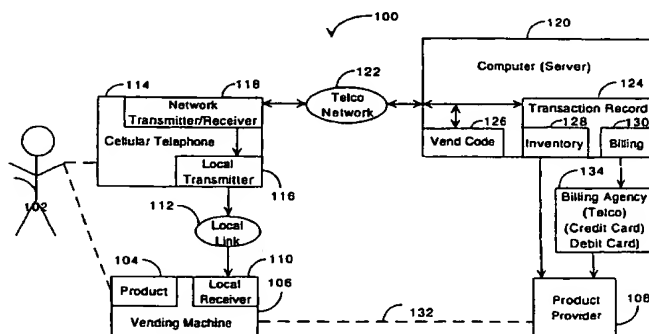 100
120
114
118
122
Computer (Server)
124
Network
Transmitter/Receiver
Telco
Network
Transaction Record
126
128
130
Cellular Telephone
Vend Code
Inventory
Billing
Local
Transmitter
116
134
102
112
Local
Link
Billing Agency
(Telco)
(Credit Card)
Debit Card)
104
110
Product
Local
Receiver
106
108
Vending Machine
132
Product
Provider